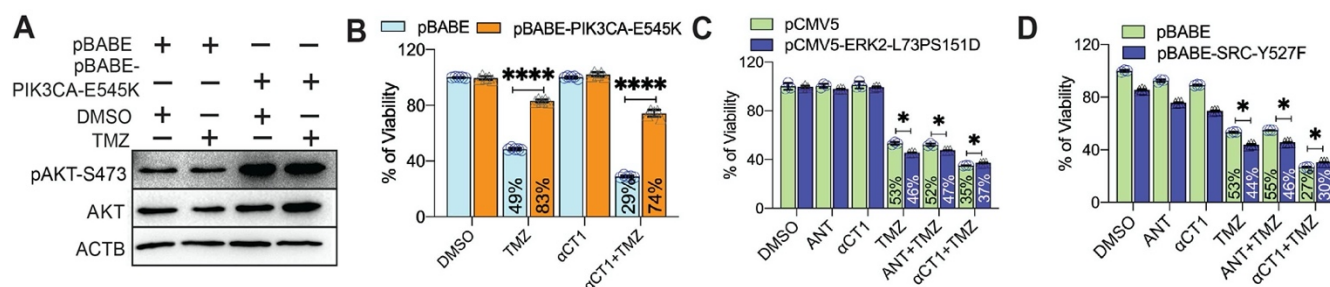 A
pBABE + + − −
pBABE-
PIK3CA-E545K − − + +
DMSO + − + −
TMZ − + − +
pAKT-S473
AKT
ACTB
B
pBABE pBABE-PIK3CA-E545K
% of Viability
120
80
40
0
**** ****
49% 83% 29% 74%
DMSO TMZ αCT1 αCT1+TMZ
C
pCMV5
pCMV5-ERK2-L73PS151D
% of Viability
120
80
40
0
* * *
53% 46% 52% 47% 35% 37%
DMSO ANT αCT1 TMZ ANT+TMZ αCT1+TMZ
D
pBABE
pBABE-SRC-Y527F
% of Viability
120
80
40
0
* * *
53% 44% 55% 46% 27% 30%
DMSO ANT αCT1 TMZ ANT+TMZ αCT1+TMZ